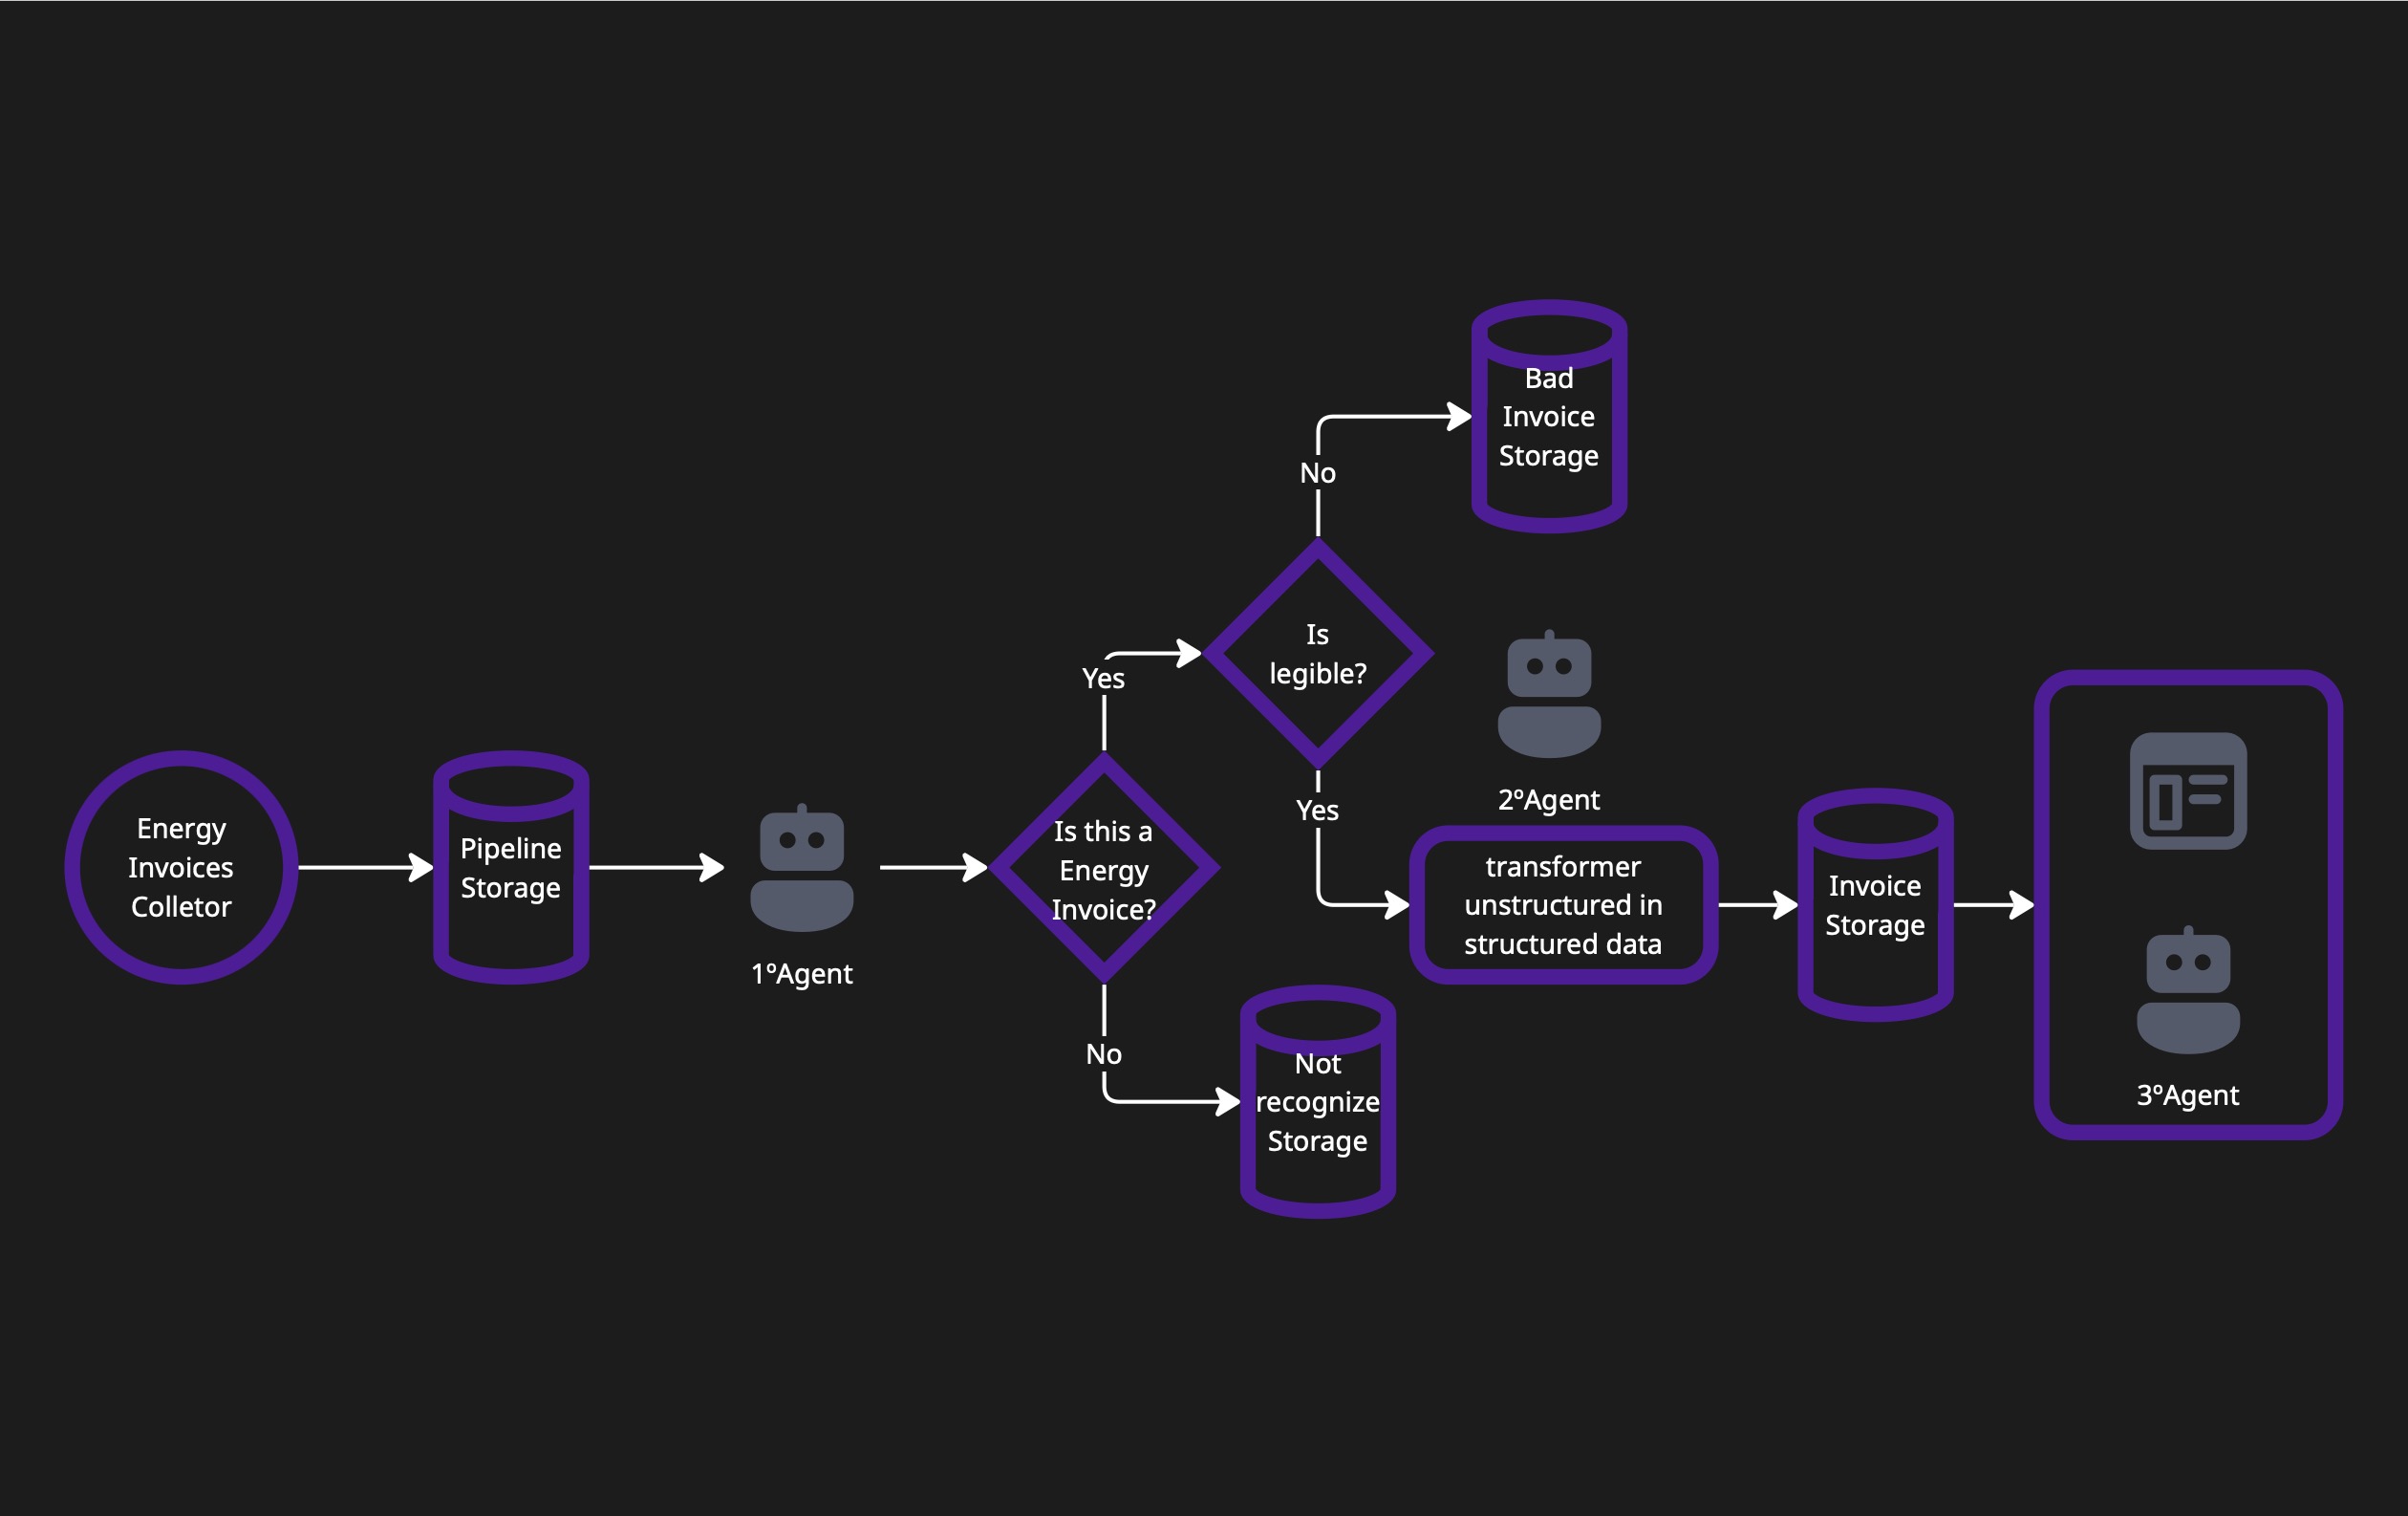 Energy
Invoices
Colletor
Pipeline
Storage
1ºAgent
Is this a
Energy
Invoice?
Yes
No
Is
legible?
No
Yes
Bad
Invoice
Storage
Not
recognize
Storage
2ºAgent
transformer
unstructured in
structured data
Invoice
Storage
3ºAgent